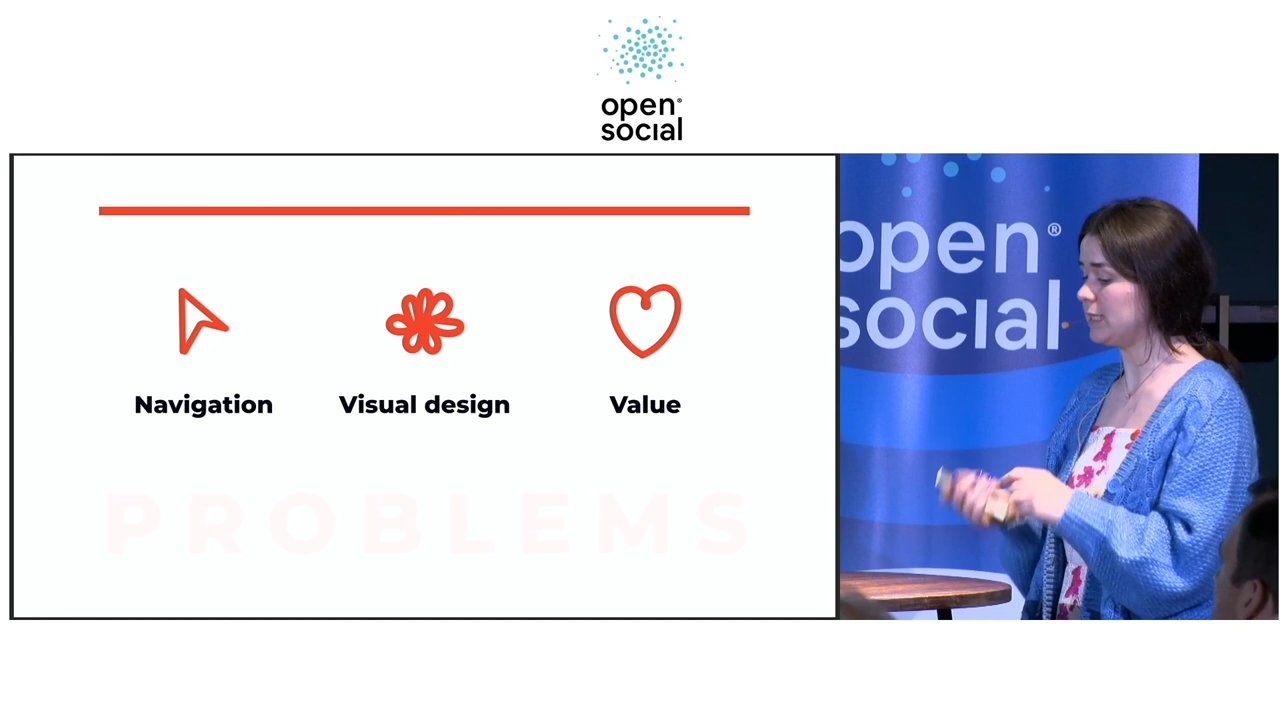 open®
social
Navigation
Visual design
Value
PROBLEMS
open®
social